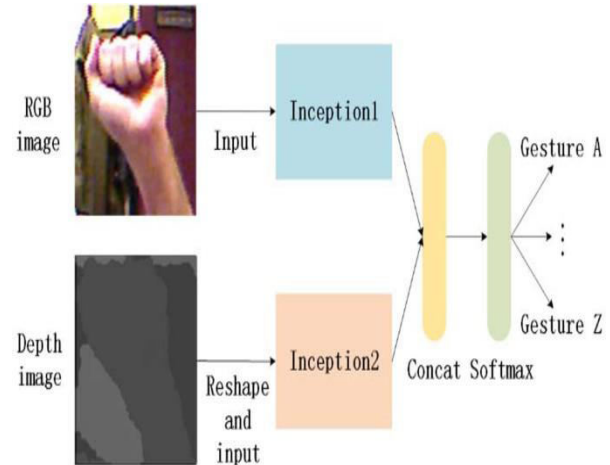 RGB
image
Input
Inception1
Gesture A
⋮
Gesture Z
Concat Softmax
Depth
image
Reshape
and
input
Inception2